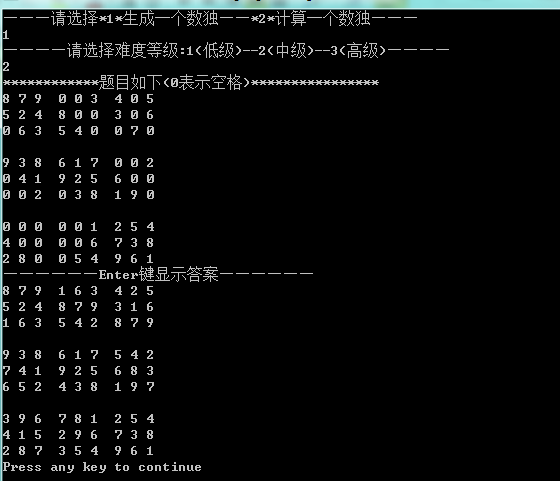 －－－请选择*1*生成一个数独－－*2*计算一个数独－－－
1
－－－－请选择难度等级:1(低级)--2(中级)--3(高级)－－－－
2
************题目如下(0表示空格)****************
8 7 9  0 0 3  4 0 5
5 2 4  8 0 0  3 0 6
0 6 3  5 4 0  0 7 0
9 3 8  6 1 7  0 0 2
0 4 1  9 2 5  6 0 0
0 0 2  0 3 8  1 9 0
0 0 0  0 0 1  2 5 4
4 0 0  0 0 6  7 3 8
2 8 0  0 5 4  9 6 1
－－－－－－Enter键显示答案－－－－－－
8 7 9  1 6 3  4 2 5
5 2 4  8 7 9  3 1 6
1 6 3  5 4 2  8 7 9
9 3 8  6 1 7  5 4 2
7 4 1  9 2 5  6 8 3
6 5 2  4 3 8  1 9 7
3 9 6  7 8 1  2 5 4
4 1 5  2 9 6  7 3 8
2 8 7  3 5 4  9 6 1
Press any key to continue